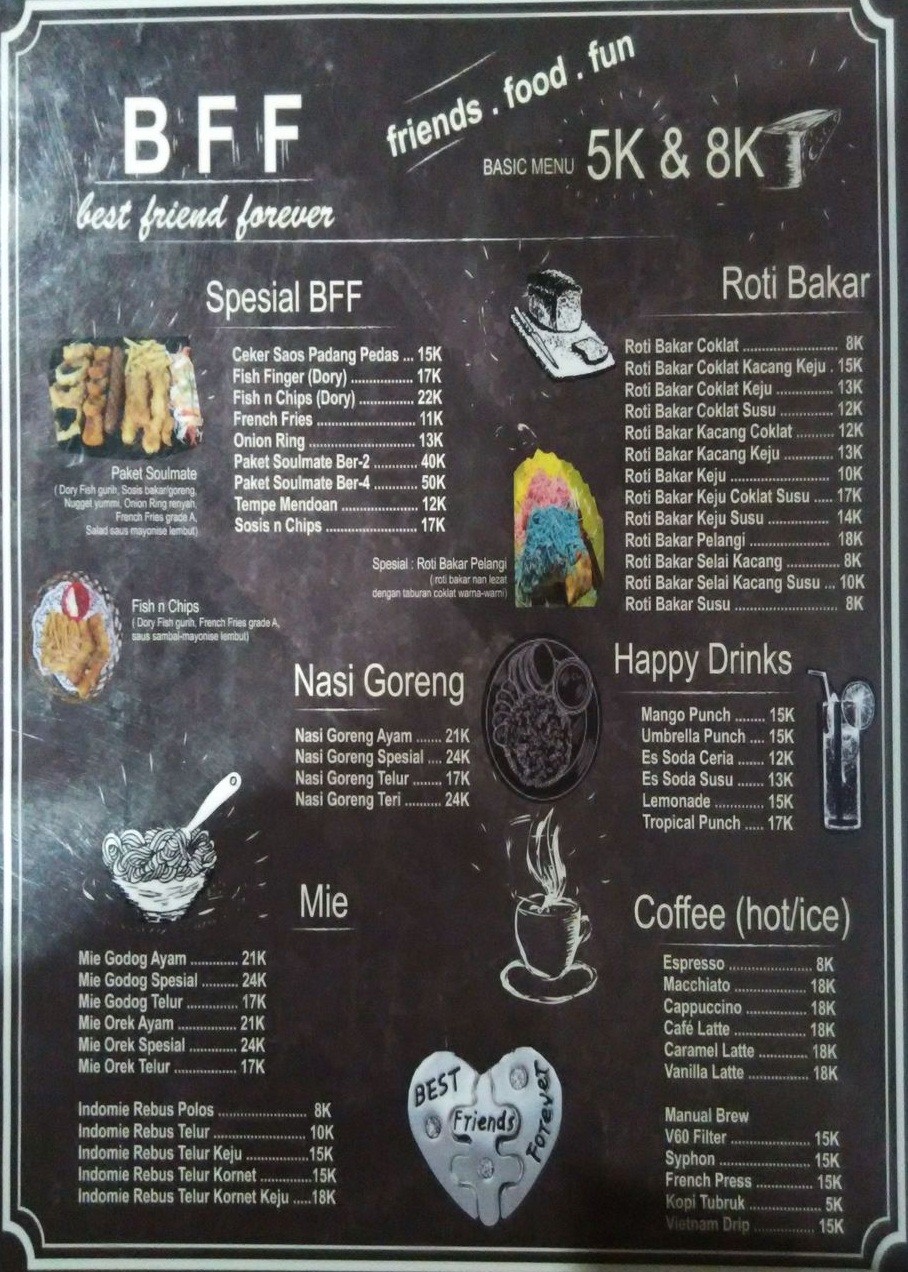 BFF
best friend forever
friends . food . fun
BASIC MENU 5K & 8K
Spesial BFF
Ceker Saos Padang Pedas ... 15K
Fish Finger (Dory) ................. 17K
Fish n Chips (Dory) ............... 22K
French Fries ........................... 11K
Onion Ring .............................. 13K
Paket Soulmate Ber-2 ............ 40K
Paket Soulmate Ber-4 ............ 50K
Tempe Mendoan ..................... 12K
Sosis n Chips ......................... 17K
Paket Soulmate
( Dory Fish gurih, Sosis bakar/goreng,
Nugget yummi, Onion Ring renyah,
French Fries grade A,
Salad saus mayonise lembut)
Fish n Chips
( Dory Fish gurih, French Fries grade A,
saus sambal-mayonise lembut)
Roti Bakar
Roti Bakar Coklat ........................... 8K
Roti Bakar Coklat Kacang Keju . 15K
Roti Bakar Coklat Keju ............... 13K
Roti Bakar Coklat Susu .............. 12K
Roti Bakar Kacang Coklat .......... 12K
Roti Bakar Kacang Keju ............. 13K
Roti Bakar Keju ........................... 10K
Roti Bakar Keju Coklat Susu ..... 17K
Roti Bakar Keju Susu ................. 14K
Roti Bakar Pelangi ...................... 18K
Roti Bakar Selai Kacang ............. 8K
Roti Bakar Selai Kacang Susu ... 10K
Roti Bakar Susu ........................... 8K
Spesial : Roti Bakar Pelangi
( roti bakar nan lezat
dengan taburan coklat warna-warni)
Nasi Goreng
Nasi Goreng Ayam ....... 21K
Nasi Goreng Spesial .... 24K
Nasi Goreng Telur ........ 17K
Nasi Goreng Teri .......... 24K
Happy Drinks
Mango Punch ........ 15K
Umbrella Punch .... 15K
Es Soda Ceria ........ 12K
Es Soda Susu ........ 13K
Lemonade ............. 15K
Tropical Punch ..... 17K
Mie
Mie Godog Ayam ............ 21K
Mie Godog Spesial ......... 24K
Mie Godog Telur ............. 17K
Mie Orek Ayam ............... 21K
Mie Orek Spesial ............ 24K
Mie Orek Telur ................ 17K
Indomie Rebus Polos ...................... 8K
Indomie Rebus Telur ........................ 10K
Indomie Rebus Telur Keju ...............15K
Indomie Rebus Telur Kornet ............15K
Indomie Rebus Telur Kornet Keju .....18K
BEST
Friends
Forever
Coffee (hot/ice)
Espresso ........................ 8K
Macchiato ..................... 18K
Cappuccino .................. 18K
Café Latte ..................... 18K
Caramel Latte ............. 18K
Vanilla Latte ................ 18K
Manual Brew
V60 Filter ....................... 15K
Syphon ........................... 15K
French Press ................. 15K
Kopi Tubruk .................... 5K
Vietnam Drip .................. 15K